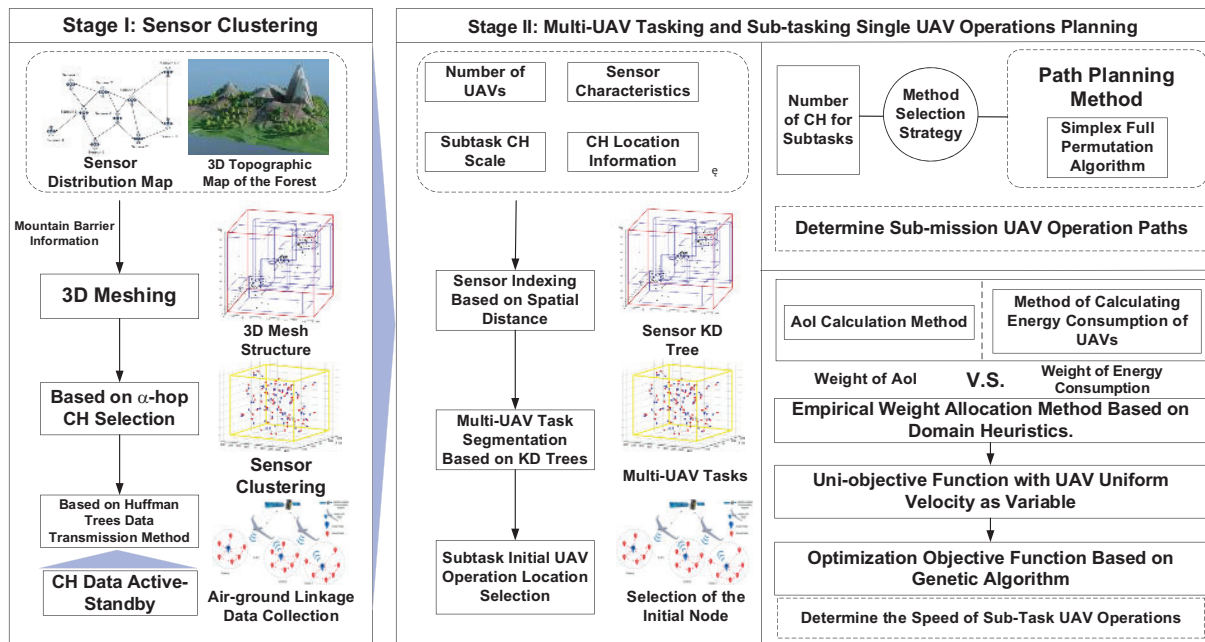 Stage I: Sensor Clustering
Sensor
Distribution Map
3D Topographic
Map of the Forest
Mountain Barrier
Information
3D Meshing
3D Mesh
Structure
Based on α-hop
CH Selection
Sensor
Clustering
Based on Huffman
Trees Data
Transmission Method
CH Data Active-
Standby
Air-ground Linkage
Data Collection
Stage II: Multi-UAV Tasking and Sub-tasking Single UAV Operations Planning
Number of
UAVs
Sensor
Characteristics
Subtask CH
Scale
CH Location
Information
ę
Sensor Indexing
Based on Spatial
Distance
Sensor KD
Tree
Multi-UAV Task
Segmentation
Based on KD Trees
Multi-UAV Tasks
Subtask Initial UAV
Operation Location
Selection
Selection of the
Initial Node
Number
of CH for
Subtasks
Method
Selection
Strategy
Path Planning
Method
Simplex Full
Permutation
Algorithm
Determine Sub-mission UAV Operation Paths
AoI Calculation Method
Method of Calculating
Energy Consumption of
UAVs
Weight of AoI
V.S.
Weight of Energy
Consumption
Empirical Weight Allocation Method Based on
Domain Heuristics.
Uni-objective Function with UAV Uniform
Velocity as Variable
Optimization Objective Function Based on
Genetic Algorithm
Determine the Speed of Sub-Task UAV Operations